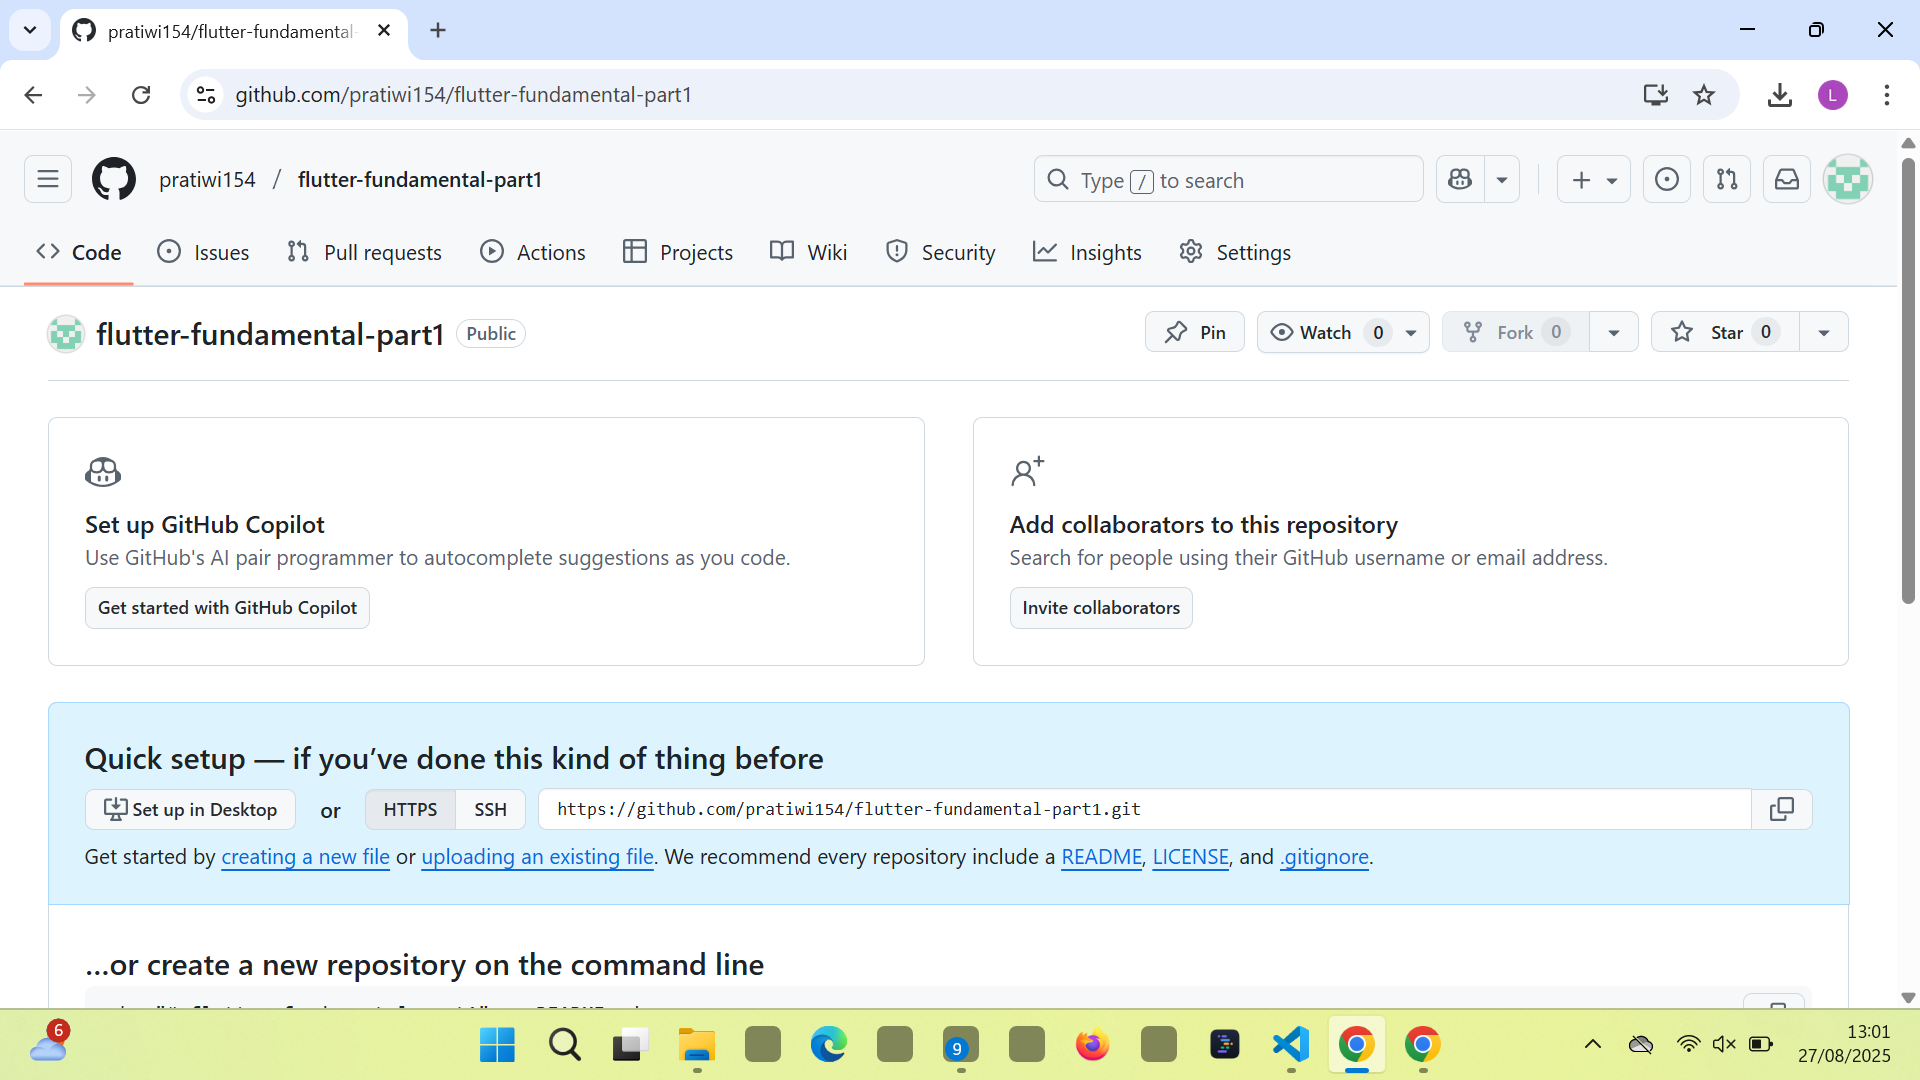 pratiwi154/flutter-fundamental-
github.com/pratiwi154/flutter-fundamental-part1
L
pratiwi154 / flutter-fundamental-part1
Type / to search
Code Issues Pull requests Actions Projects Wiki Security Insights Settings
flutter-fundamental-part1 Public
Pin Watch 0 Fork 0 Star 0
Set up GitHub Copilot
Use GitHub's AI pair programmer to autocomplete suggestions as you code.
Get started with GitHub Copilot
Add collaborators to this repository
Search for people using their GitHub username or email address.
Invite collaborators
Quick setup — if you’ve done this kind of thing before
Set up in Desktop or HTTPS SSH https://github.com/pratiwi154/flutter-fundamental-part1.git
Get started by creating a new file or uploading an existing file. We recommend every repository include a README, LICENSE, and .gitignore.
…or create a new repository on the command line
6
9
13:01
27/08/2025